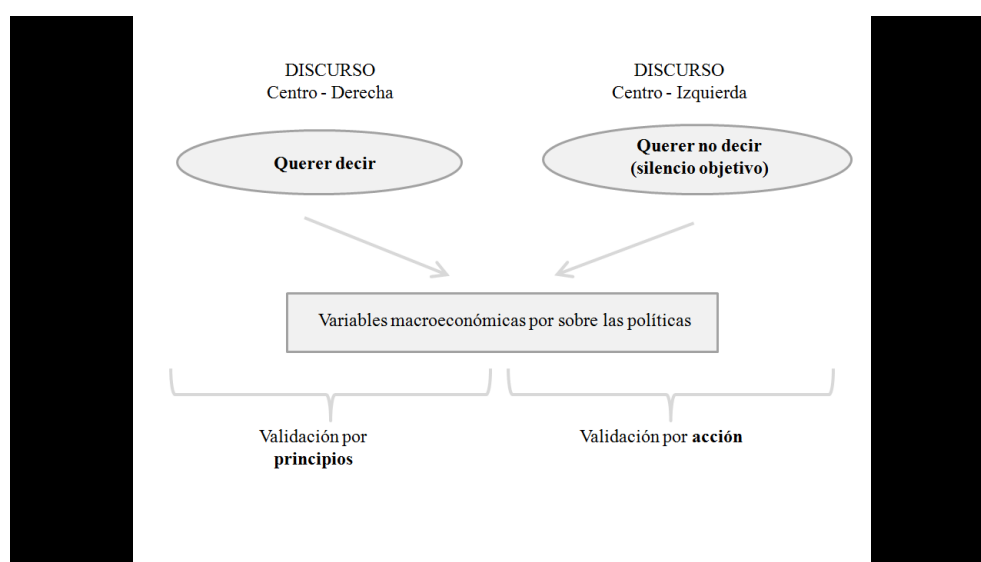 DISCURSO
Centro - Derecha
DISCURSO
Centro - Izquierda
Querer decir
Querer no decir
(silencio objetivo)
Variables macroeconómicas por sobre las políticas
Validación por
principios
Validación por acción